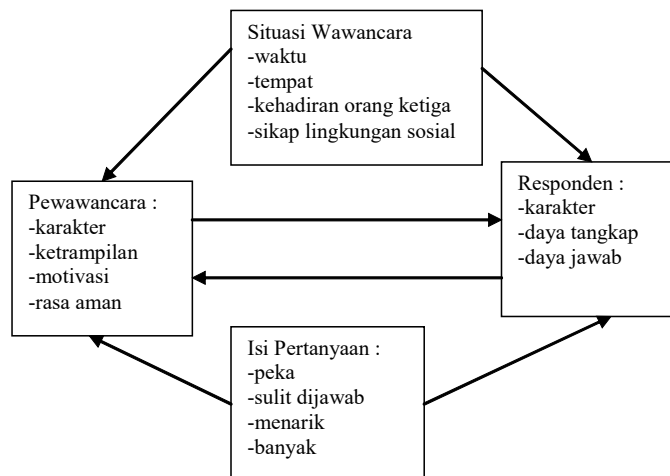 Situasi Wawancara
-waktu
-tempat
-kehadiran orang ketiga
-sikap lingkungan sosial
Pewawancara :
-karakter
-ketrampilan
-motivasi
-rasa aman
Responden :
-karakter
-daya tangkap
-daya jawab
Isi Pertanyaan :
-peka
-sulit dijawab
-menarik
-banyak